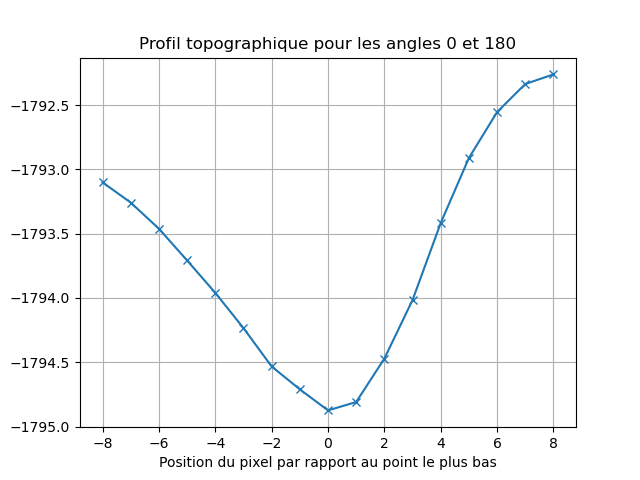 Profil topographique pour les angles 0 et 180
−1792.5
−1793.0
−1793.5
−1794.0
−1794.5
−1795.0
−8 −6 −4 −2 0 2 4 6 8
Position du pixel par rapport au point le plus bas